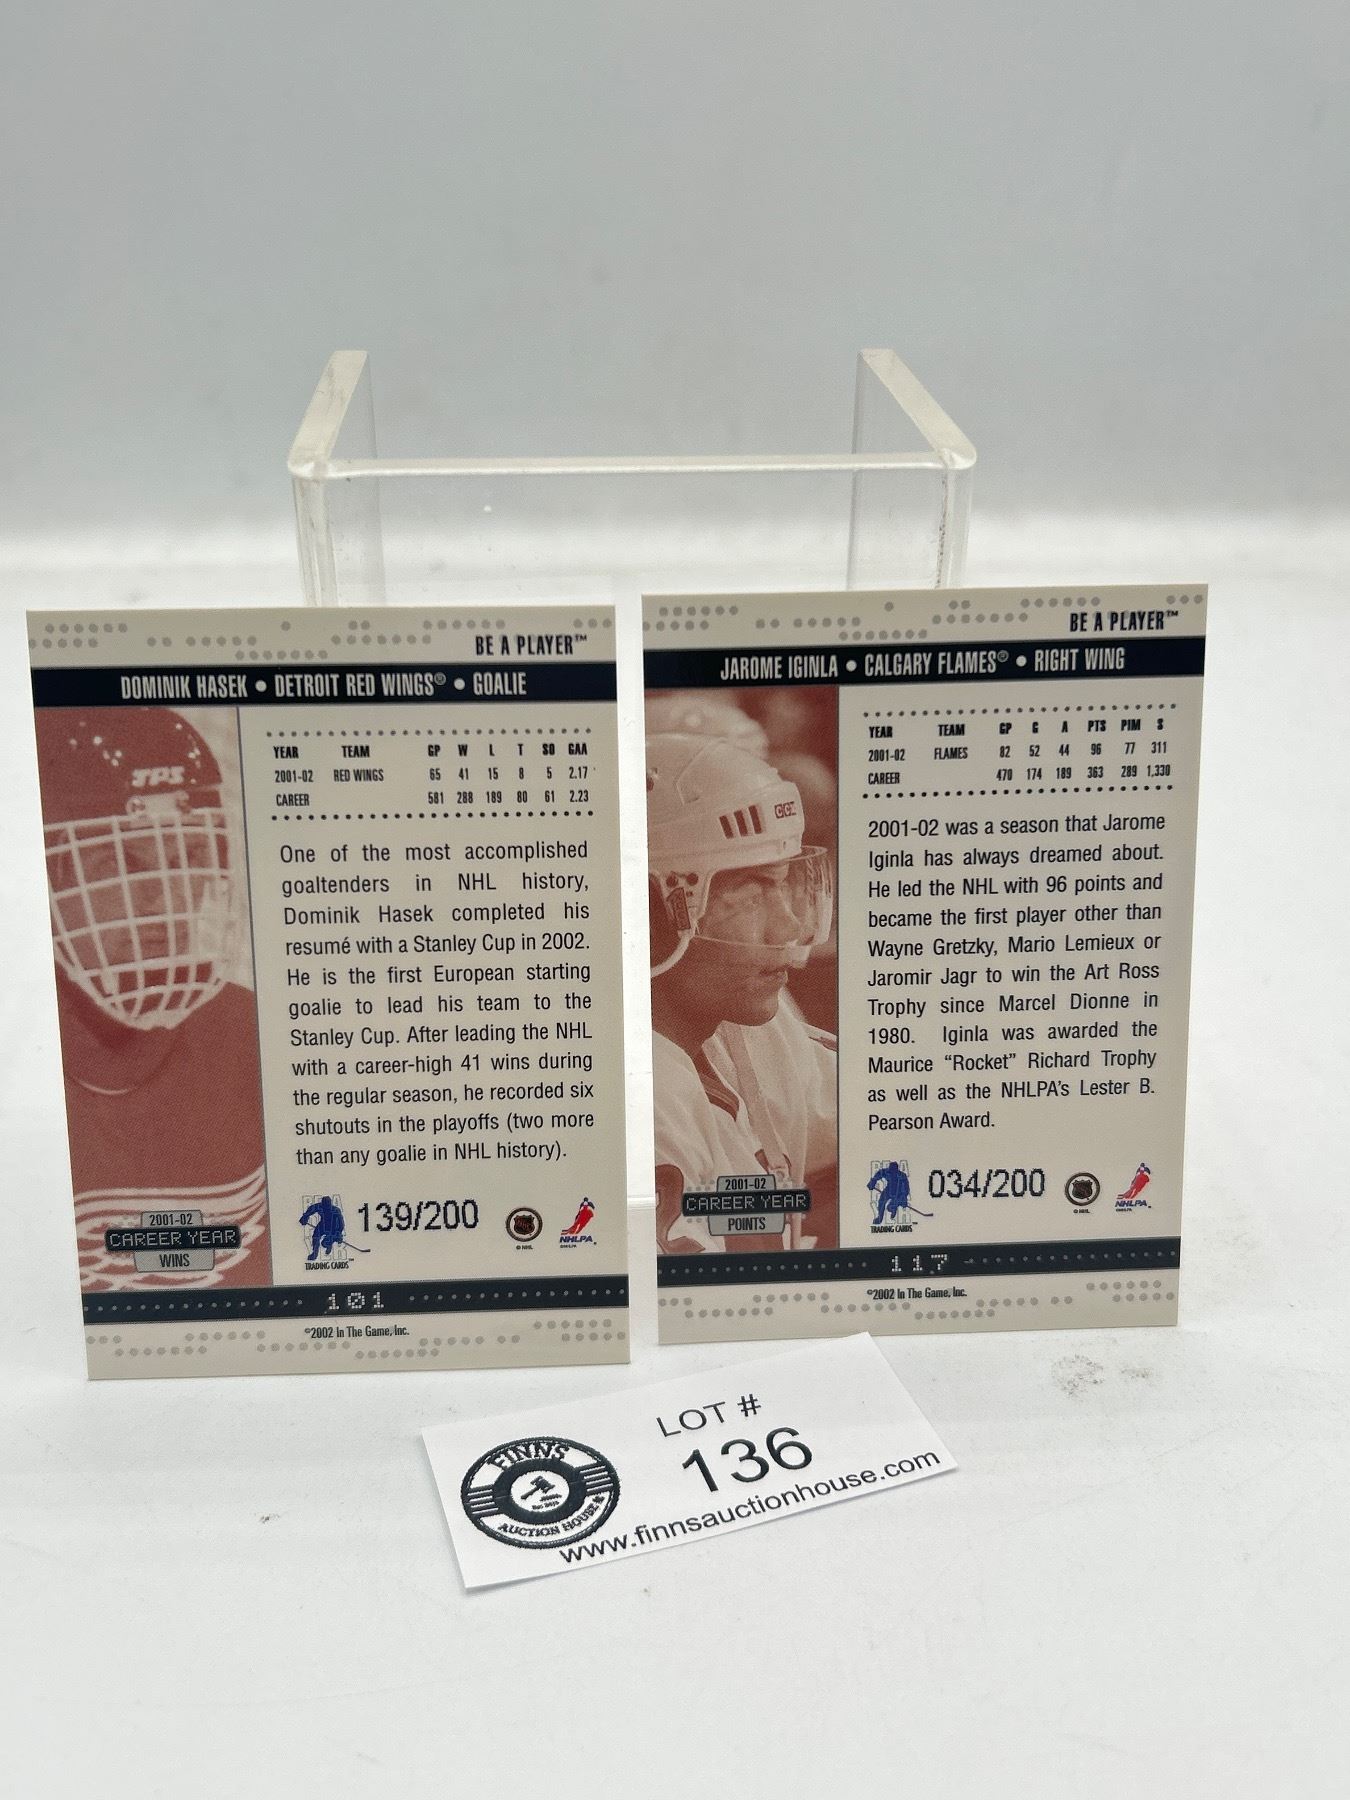 BE A PLAYER™
DOMINIK HASEK • DETROIT RED WINGS® • GOALIE
YEAR TEAM GP W L T SO GAA
2001-02 RED WINGS 65 41 15 8 5 2.17
CAREER 581 288 189 80 61 2.23
One of the most accomplished
goaltenders in NHL history,
Dominik Hasek completed his
resumé with a Stanley Cup in 2002.
He is the first European starting
goalie to lead his team to the
Stanley Cup. After leading the NHL
with a career-high 41 wins during
the regular season, he recorded six
shutouts in the playoffs (two more
than any goalie in NHL history).
JPS
2001-02
CAREER YEAR
WINS
TRADING CARDS™
139/200
© NHL
NHLPA
101
©2002 In The Game, Inc.
BE A PLAYER™
JAROME IGINLA • CALGARY FLAMES® • RIGHT WING
YEAR TEAM GP G A PTS PIM S
2001-02 FLAMES 82 52 44 96 77 311
CAREER 470 174 189 363 289 1,330
2001-02 was a season that Jarome
Iginla has always dreamed about.
He led the NHL with 96 points and
became the first player other than
Wayne Gretzky, Mario Lemieux or
Jaromir Jagr to win the Art Ross
Trophy since Marcel Dionne in
1980. Iginla was awarded the
Maurice “Rocket” Richard Trophy
as well as the NHLPA's Lester B.
Pearson Award.
CCM
2001-02
CAREER YEAR
POINTS
TRADING CARDS™
034/200
© NHL
NHLPA
117
©2002 In The Game, Inc.
FINNS
AUCTION HOUSE
LOT #
136
www.finnsauctionhouse.com